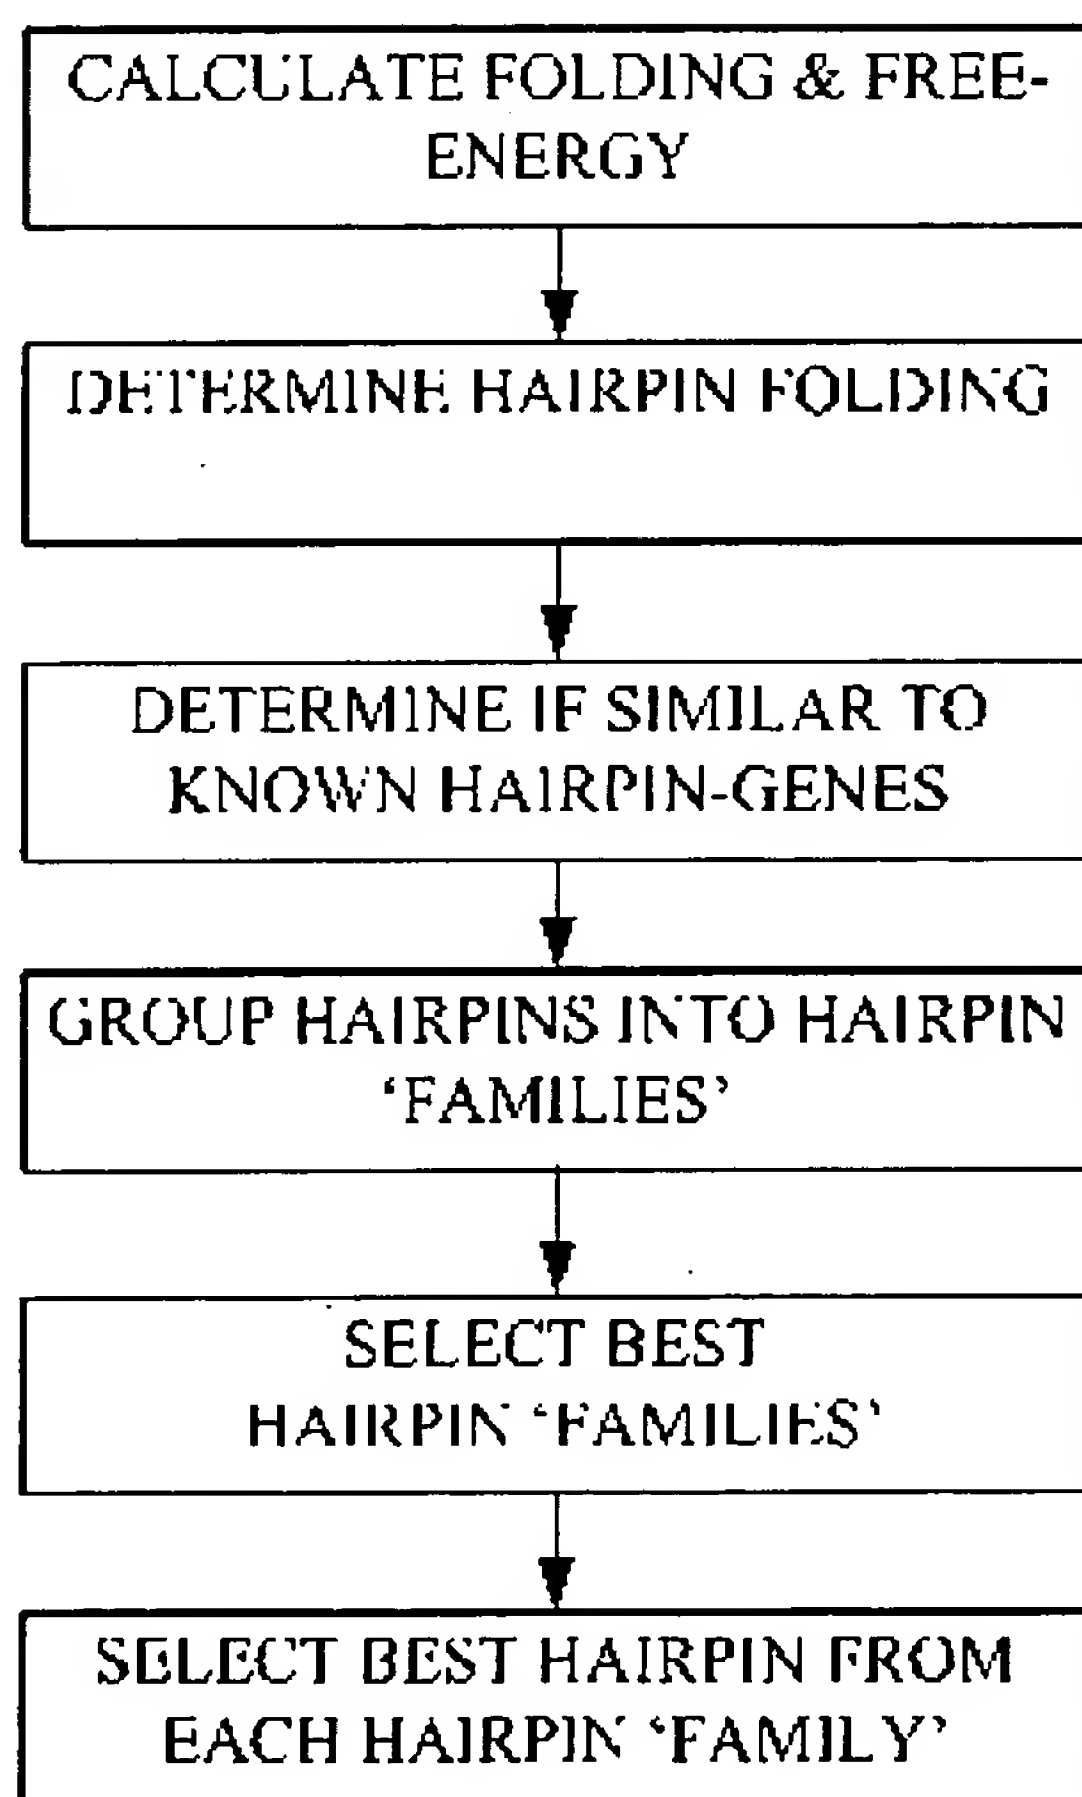 CALCULATE FOLDING & FREE-
ENERGY
DETERMINE HAIRPIN FOLDING
DETERMINE IF SIMILAR TO
KNOWN HAIRPIN-GENES
GROUP HAIRPINS INTO HAIRPIN
‘FAMILIES’
SELECT BEST
HAIRPIN ‘FAMILIES’
SELECT BEST HAIRPIN FROM
EACH HAIRPIN ‘FAMILY’